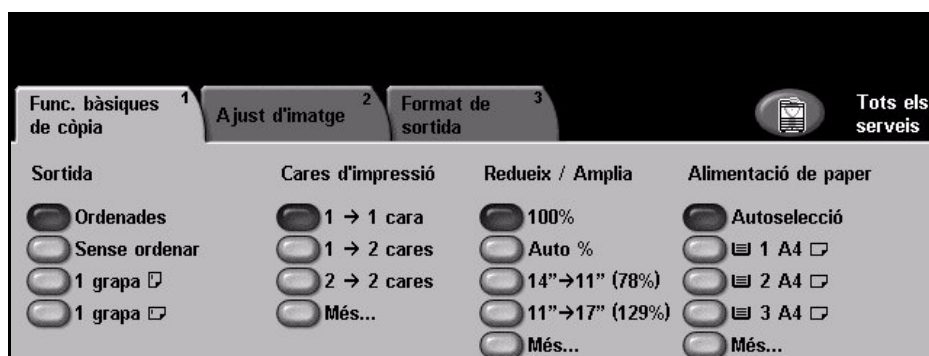 Func. bàsiques de còpia 1
Ajust d'imatge 2
Format de sortida 3
Tots els serveis
Sortida
Ordenades
Sense ordenar
1 grapa
1 grapa
Cares d'impressió
1 → 1 cara
1 → 2 cares
2 → 2 cares
Més...
Redueix / Amplia
100%
Auto %
14”→11” (78%)
11”→17” (129%)
Més...
Alimentació de paper
Autoselecció
1 A4
2 A4
3 A4
Més...